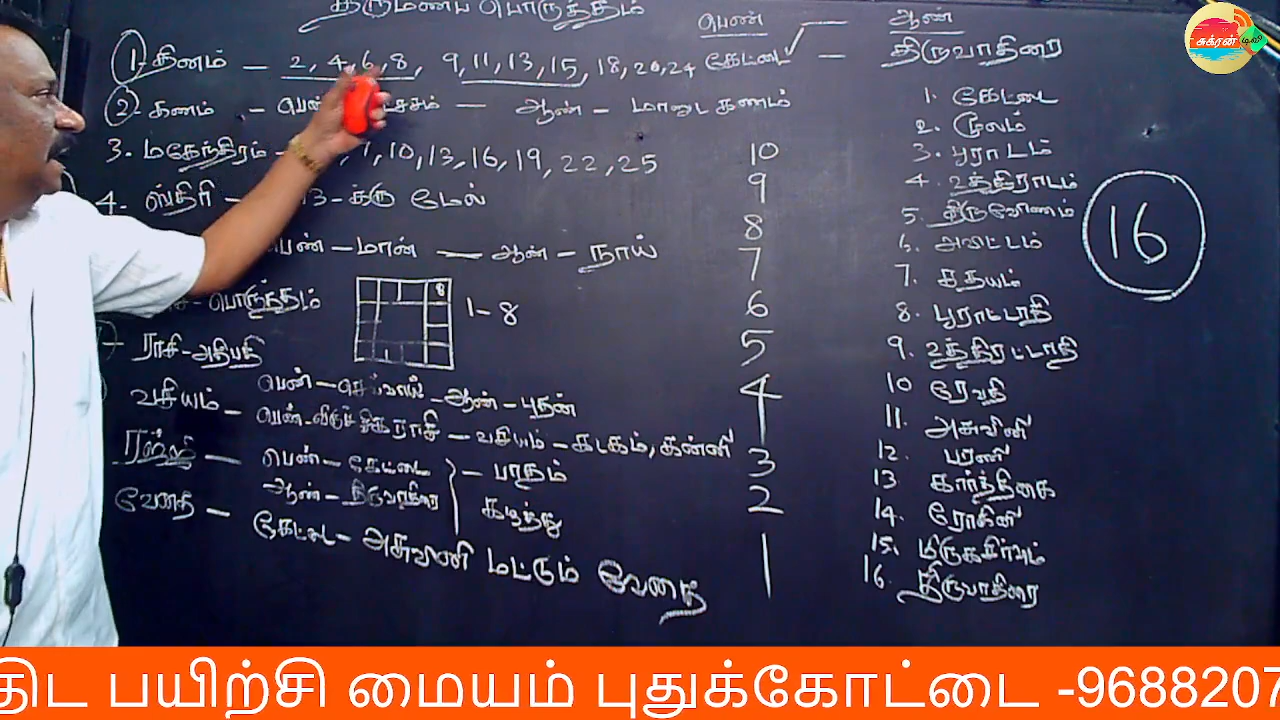 திருமணப் பொருத்தம்
பெண் — ஆண்
கேட்டை — திருவாதிரை
1. தினம் — 2, 4, 6, 8, 9, 11, 13, 15, 18, 20, 24
2. கணம் — ஆண் — மானுட கணம்
3. மகேந்திரம் - 7, 10, 13, 16, 19, 22, 25
4. ஸ்திரி — 13-க்கு மேல்
பெண் — மான் — ஆண் — நாய்
பொருத்தம் 8 1-8
ராசி-அதிபதி
பெண் — செவ்வாய் - ஆண் - புதன்
வசியம் — பெண் - விருச்சிகராசி — வசியம் — கடகம், கன்னி
ரஜ்ஜு — பெண் — கேட்டை
ஆண் — திருவாதிரை
— பாதம்
கழுத்து
வேதை — கேட்டை — அசுவினி மட்டும் வேதை
10
9
8
7
6
5
4
3
2
1
1. கேட்டை
2. மூலம்
3. பூராடம்
4. உத்திராடம்
5. திருவோணம்
6. அவிட்டம்
7. சதயம்
8. பூரட்டாதி
9. உத்திரட்டாதி
10 ரேவதி
11. அசுவினி
12. பரணி
13 கார்த்திகை
14. ரோகிணி
15. மிருகசிர்ஷம்
16. திருவாதிரை
16
சுக்ரன் டிவி
திட பயிற்சி மையம் புதுக்கோட்டை -9688207